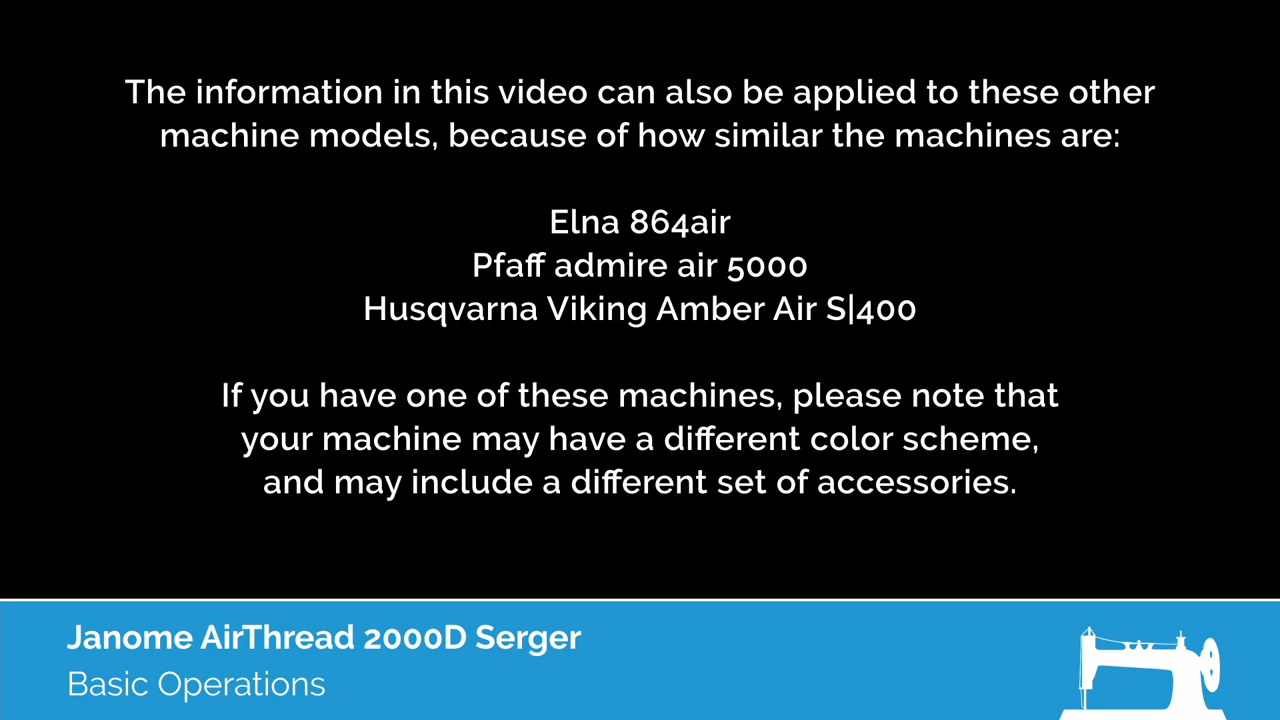 The information in this video can also be applied to these other
machine models, because of how similar the machines are:
Elna 864air
Pfaff admire air 5000
Husqvarna Viking Amber Air S|400
If you have one of these machines, please note that
your machine may have a different color scheme,
and may include a different set of accessories.
Janome AirThread 2000D Serger
Basic Operations